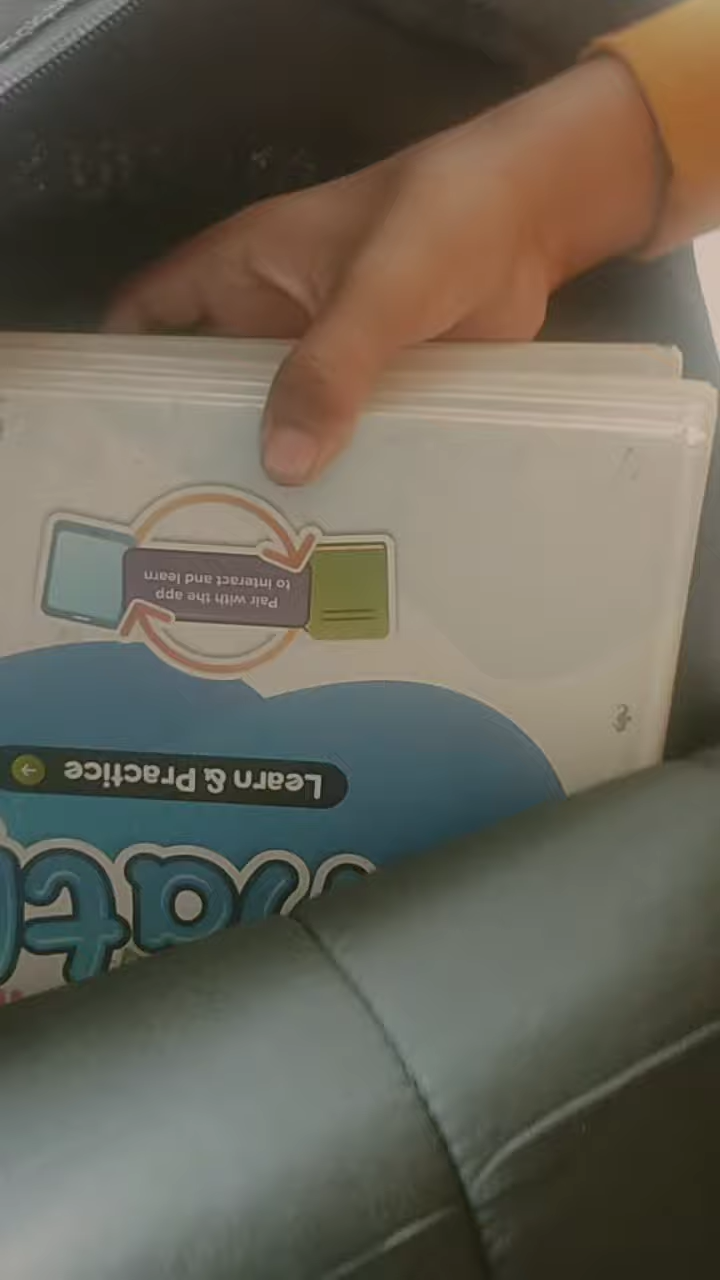 Learn & Practice
Pair with the app
to interact and learn